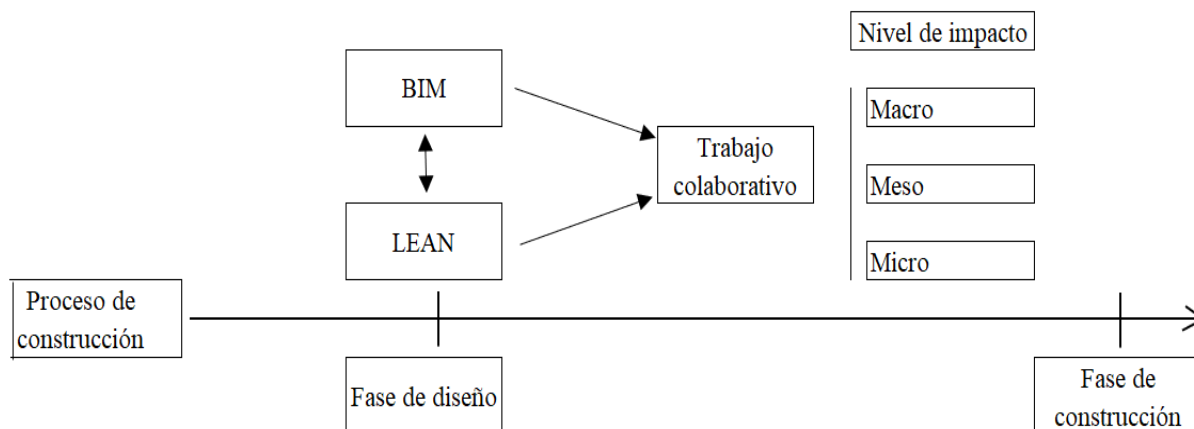 Nivel de impacto
BIM
Macro
Trabajo
colaborativo
Meso
LEAN
Micro
Proceso de
construcción
Fase de diseño
Fase de
construcción